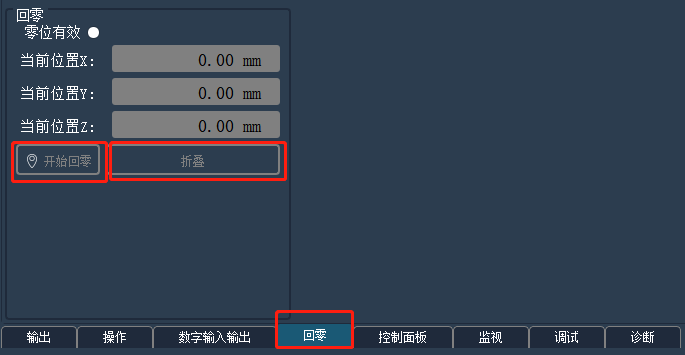 回零
零位有效
当前位置X: 0.00 mm
当前位置Y: 0.00 mm
当前位置Z: 0.00 mm
开始回零 折叠
输出 操作 数字输入输出 回零 控制面板 监视 调试 诊断